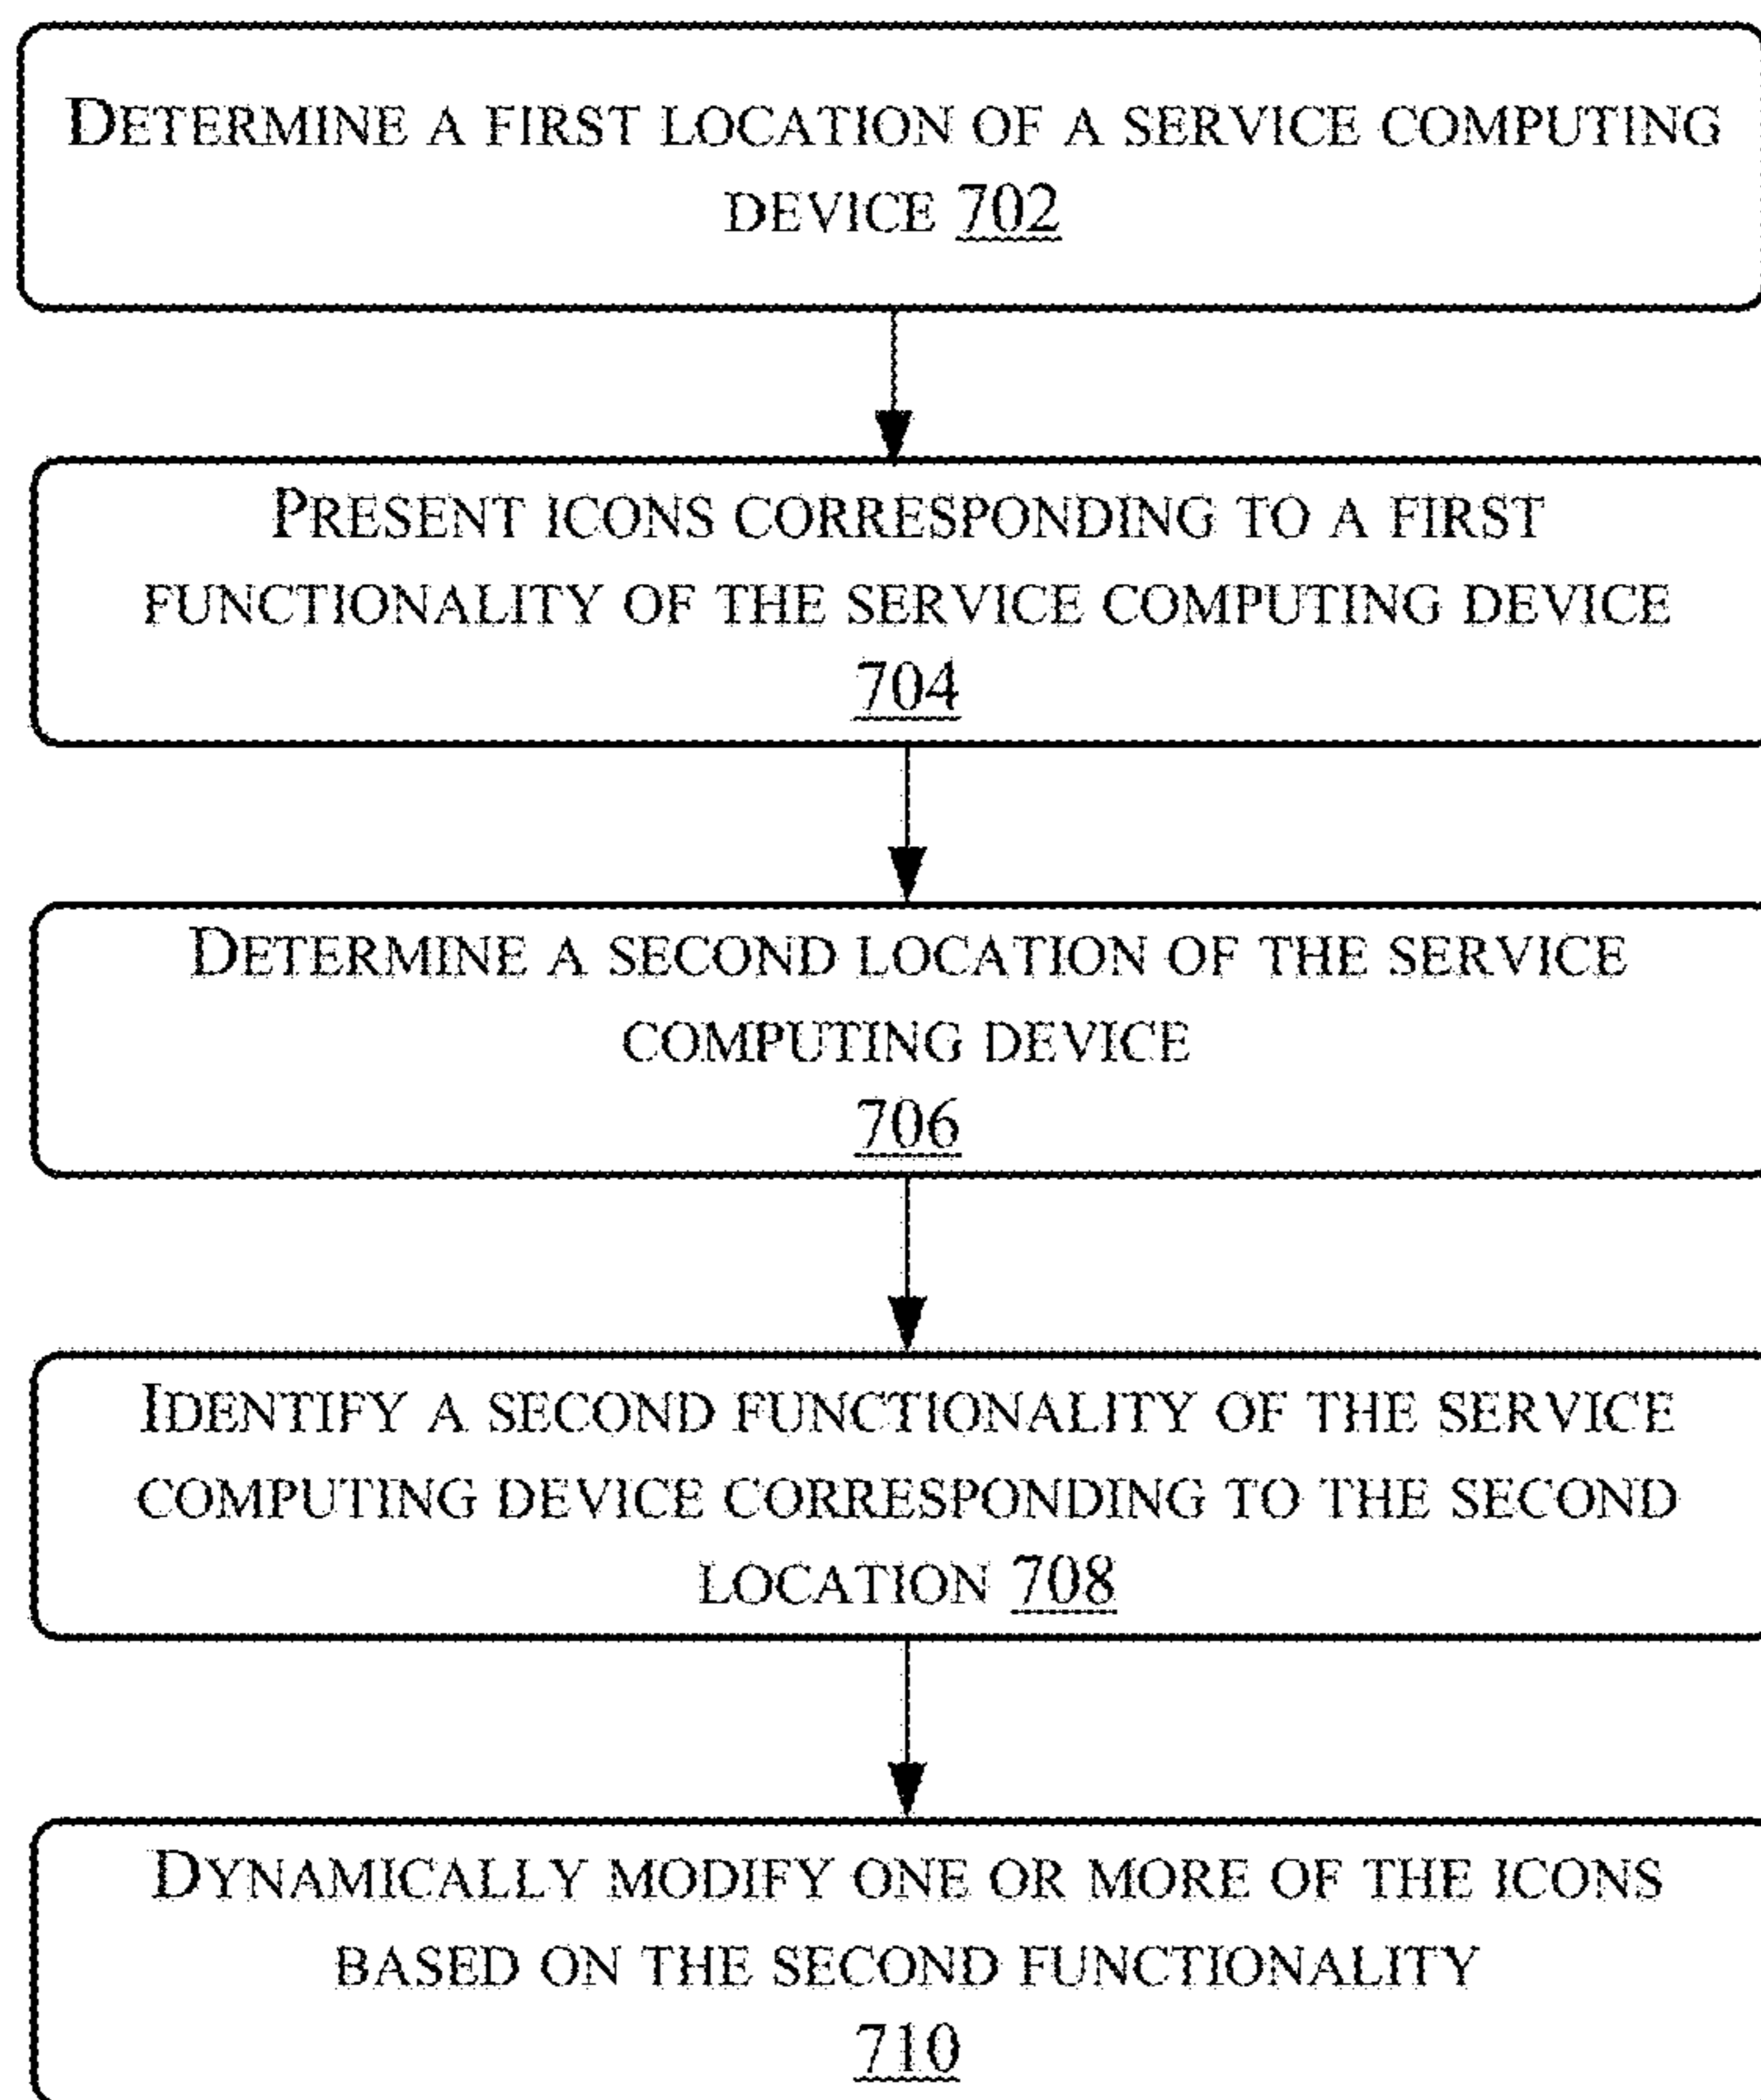 DETERMINE A FIRST LOCATION OF A SERVICE COMPUTING
DEVICE 702
PRESENT ICONS CORRESPONDING TO A FIRST
FUNCTIONALITY OF THE SERVICE COMPUTING DEVICE
704
DETERMINE A SECOND LOCATION OF THE SERVICE
COMPUTING DEVICE
706
IDENTIFY A SECOND FUNCTIONALITY OF THE SERVICE
COMPUTING DEVICE CORRESPONDING TO THE SECOND
LOCATION 708
DYNAMICALLY MODIFY ONE OR MORE OF THE ICONS
BASED ON THE SECOND FUNCTIONALITY
710